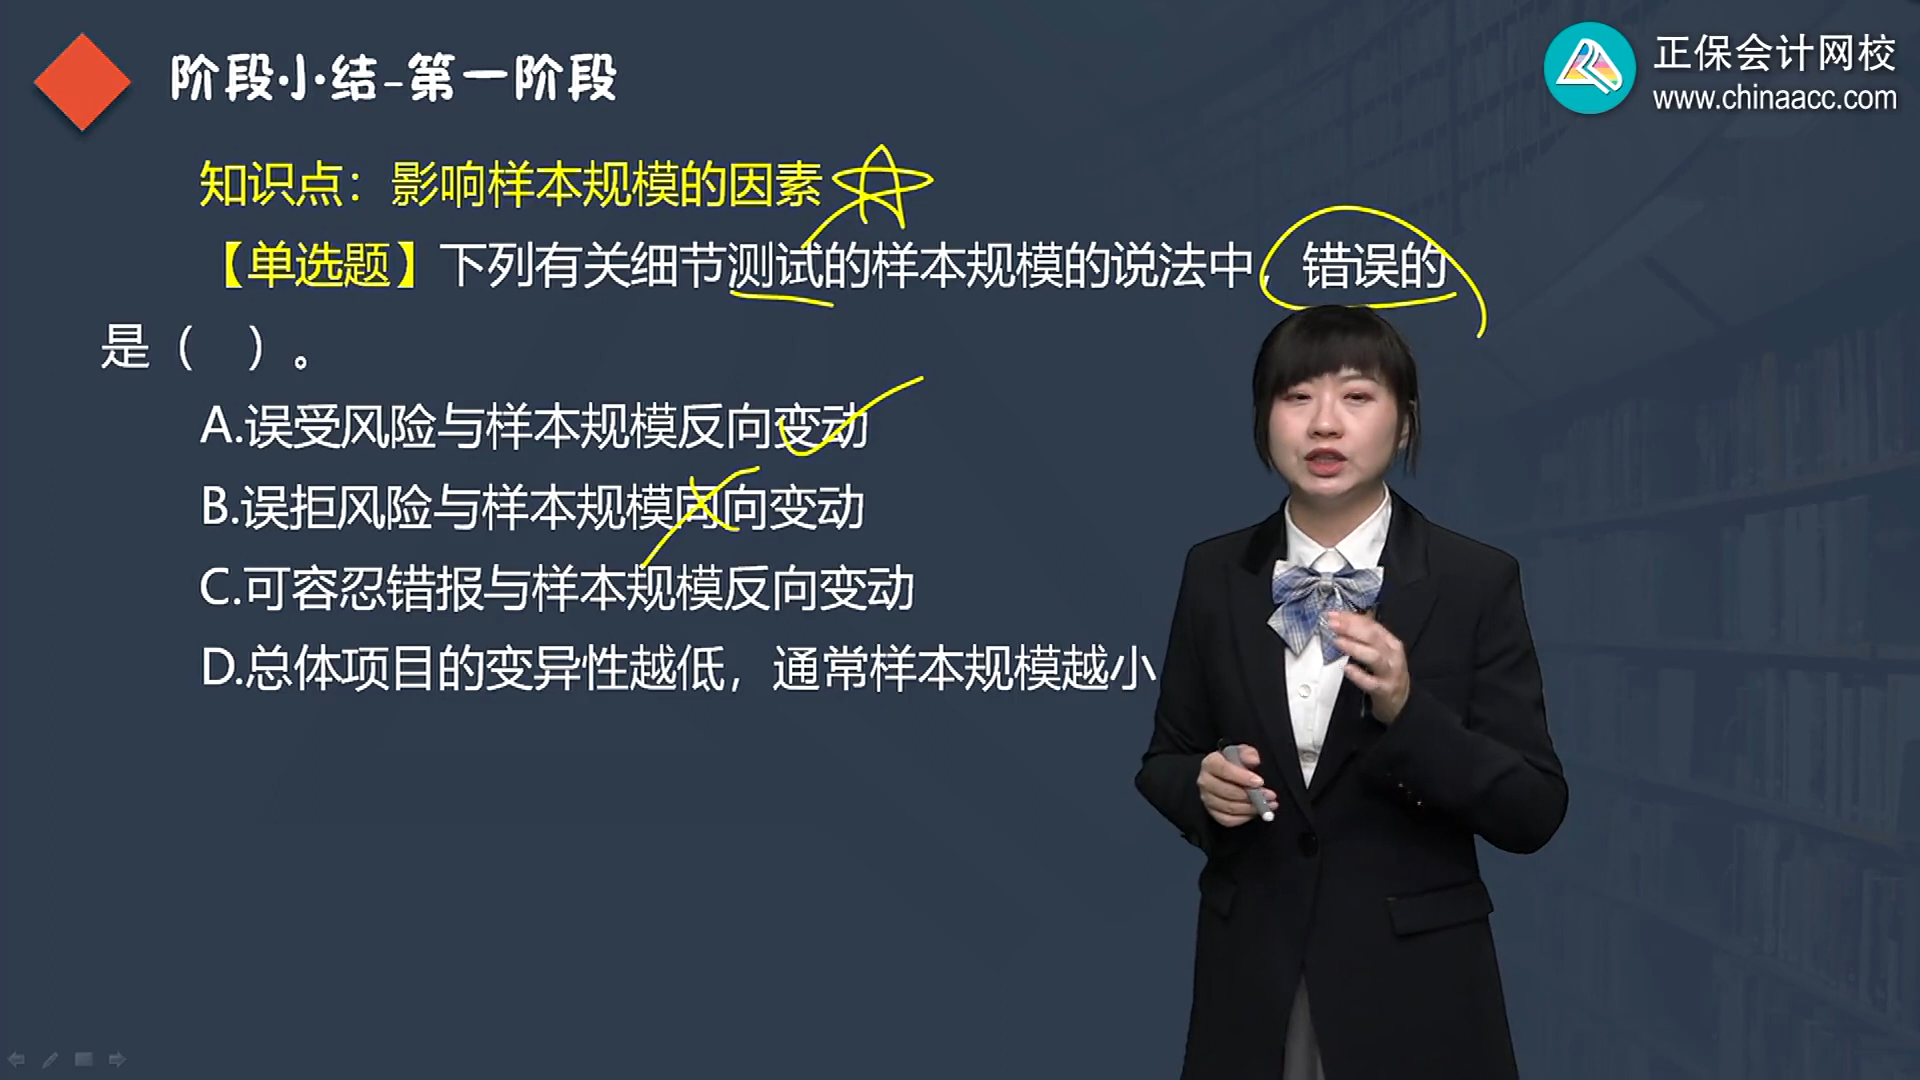 阶段小结-第一阶段
正保会计网校
www.chinaacc.com
知识点：影响样本规模的因素
【单选题】下列有关细节测试的样本规模的说法中，错误的
是（ ）。
A.误受风险与样本规模反向变动
B.误拒风险与样本规模同向变动
C.可容忍错报与样本规模反向变动
D.总体项目的变异性越低，通常样本规模越小